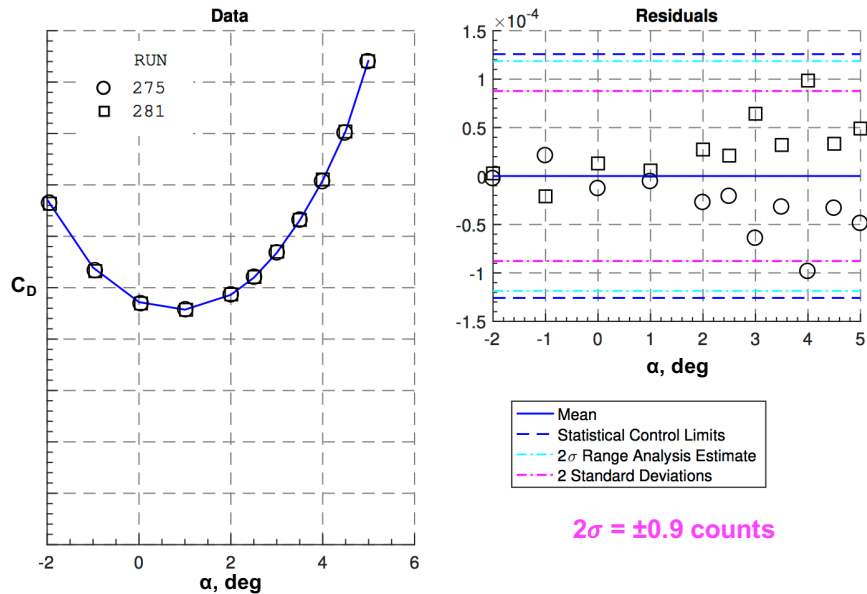 Data
RUN
275
281
C_D
-2
0
2
4
6
α, deg
Residuals
×10^-4
1.5
1
0.5
0
-0.5
-1
-1.5
-2
-1
0
1
2
3
4
5
α, deg
Mean
Statistical Control Limits
2σ Range Analysis Estimate
2 Standard Deviations
2σ = ±0.9 counts